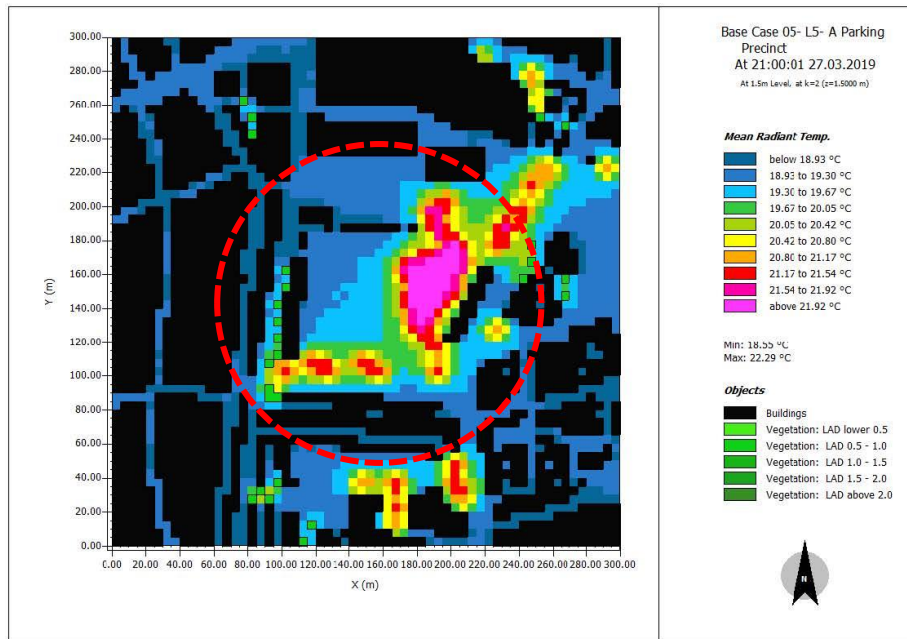 Base Case 05- L5- A Parking
Precinct
At 21:00:01 27.03.2019
At 1.5m Level, at k=2 (z=1.5000 m)
Mean Radiant Temp.
below 18.93 °C
18.93 to 19.30 °C
19.30 to 19.67 °C
19.67 to 20.05 °C
20.05 to 20.42 °C
20.42 to 20.80 °C
20.80 to 21.17 °C
21.17 to 21.54 °C
21.54 to 21.92 °C
above 21.92 °C
Min: 18.55 °C
Max: 22.29 °C
Objects
Buildings
Vegetation: LAD lower 0.5
Vegetation: LAD 0.5 - 1.0
Vegetation: LAD 1.0 - 1.5
Vegetation: LAD 1.5 - 2.0
Vegetation: LAD above 2.0
N
300.00
280.00
260.00
240.00
220.00
200.00
180.00
160.00
140.00
120.00
100.00
80.00
60.00
40.00
20.00
0.00
Y (m)
0.00 20.00 40.00 60.00 80.00 100.00 120.00 140.00 160.00 180.00 200.00 220.00 240.00 260.00 280.00 300.00
X (m)